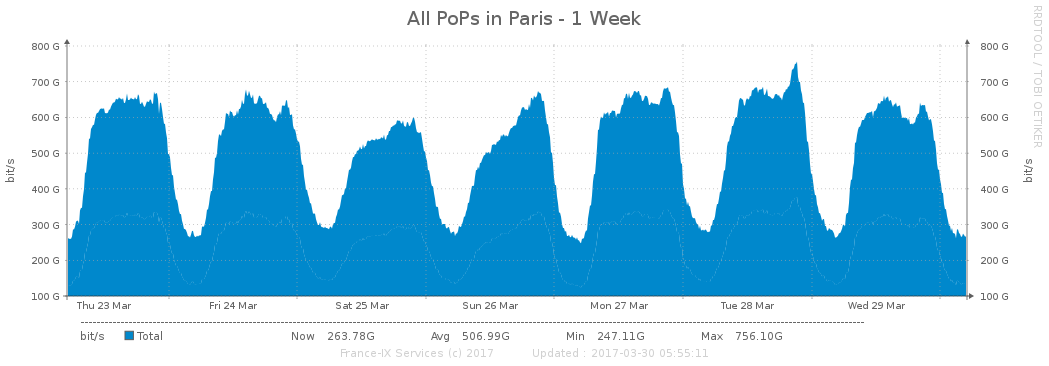 All PoPs in Paris - 1 Week
RRDTOOL / TOBI OETIKER
bit/s
800 G
700 G
600 G
500 G
400 G
300 G
200 G
100 G
800 G
700 G
600 G
500 G
400 G
300 G
200 G
100 G
bit/s
Thu 23 Mar Fri 24 Mar Sat 25 Mar Sun 26 Mar Mon 27 Mar Tue 28 Mar Wed 29 Mar
bit/s Total Now 263.78G Avg 506.99G Min 247.11G Max 756.10G
France-IX Services (c) 2017 Updated : 2017-03-30 05:55:11